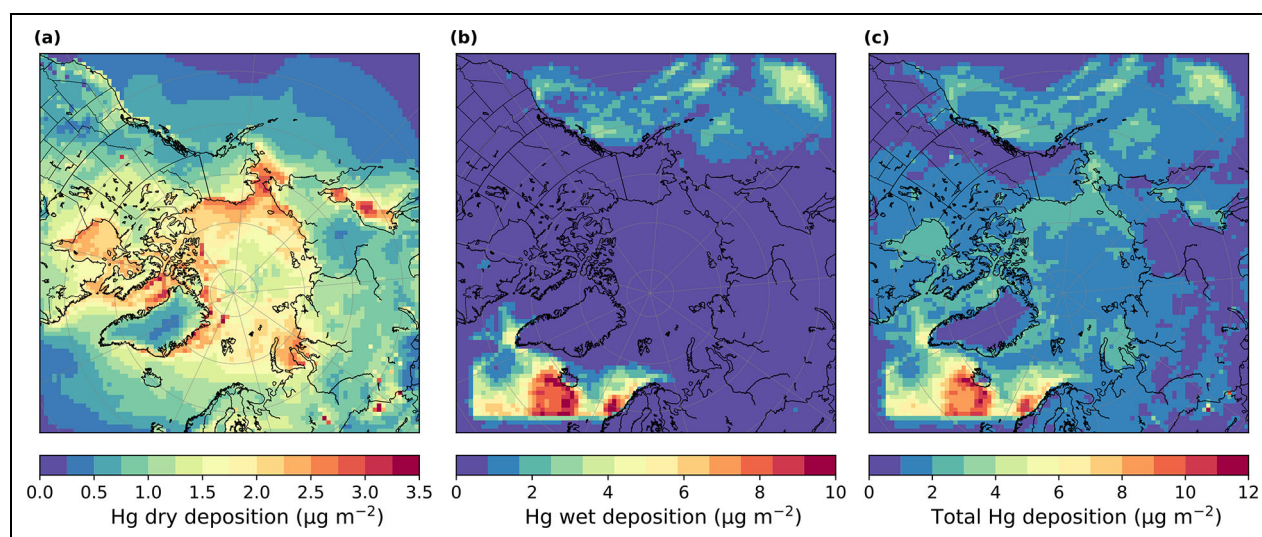 (a) (b) (c)
0.0 0.5 1.0 1.5 2.0 2.5 3.0 3.5 0 2 4 6 8 10 0 2 4 6 8 10 12
Hg dry deposition (μg m⁻²) Hg wet deposition (μg m⁻²) Total Hg deposition (μg m⁻²)